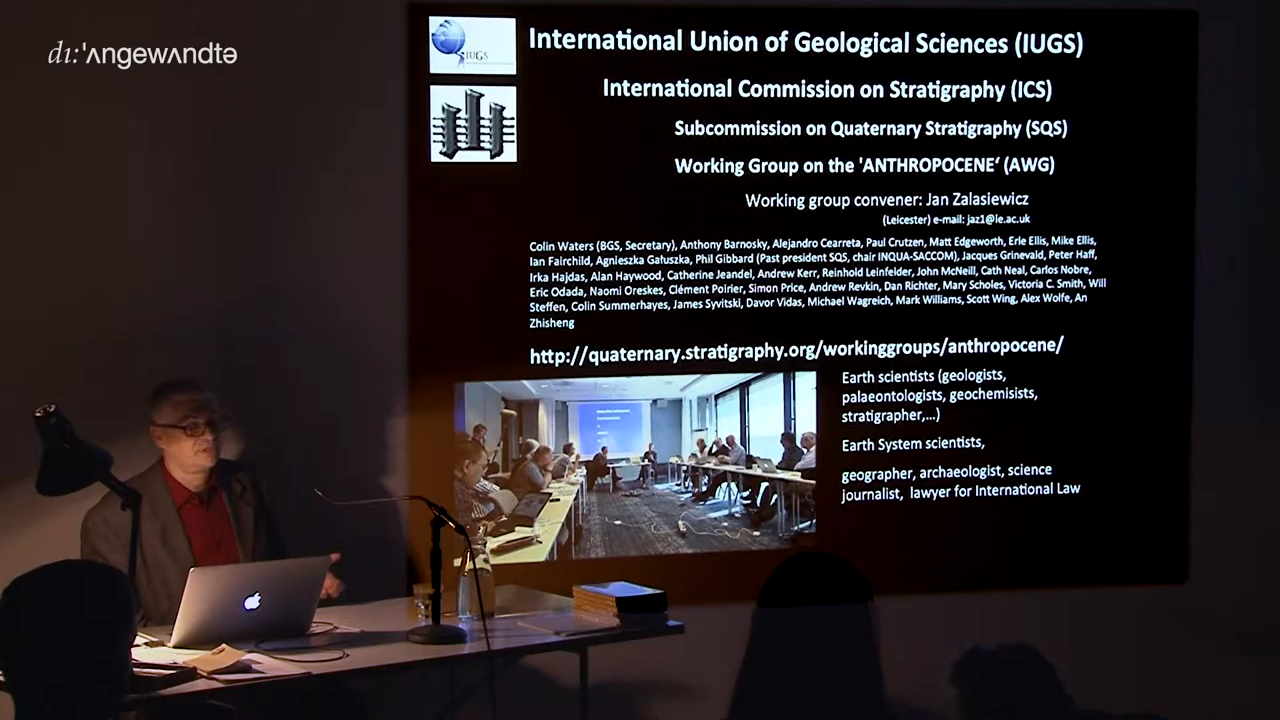 dɪ:ˈʌngewʌndtə
IUGS
International Union of Geological Sciences (IUGS)
International Commission on Stratigraphy (ICS)
Subcommission on Quaternary Stratigraphy (SQS)
Working Group on the 'ANTHROPOCENE‘ (AWG)
Working group convener: Jan Zalasiewicz
(Leicester) e-mail: jaz1@le.ac.uk
Colin Waters (BGS, Secretary), Anthony Barnosky, Alejandro Cearreta, Paul Crutzen, Matt Edgeworth, Erle Ellis, Mike Ellis,
Ian Fairchild, Agnieszka Gałuszka, Phil Gibbard (Past president SQS, chair INQUA-SACCOM), Jacques Grinevald, Peter Haff,
Irka Hajdas, Alan Haywood, Catherine Jeandel, Andrew Kerr, Reinhold Leinfelder, John McNeill, Cath Neal, Carlos Nobre,
Eric Odada, Naomi Oreskes, Clément Poirier, Simon Price, Andrew Revkin, Dan Richter, Mary Scholes, Victoria C. Smith, Will
Steffen, Colin Summerhayes, James Syvitski, Davor Vidas, Michael Wagreich, Mark Williams, Scott Wing, Alex Wolfe, An
Zhisheng
http://quaternary.stratigraphy.org/workinggroups/anthropocene/
Earth scientists (geologists,
palaeontologists, geochemisists,
stratigrapher,...)
Earth System scientists,
geographer, archaeologist, science
journalist, lawyer for International Law